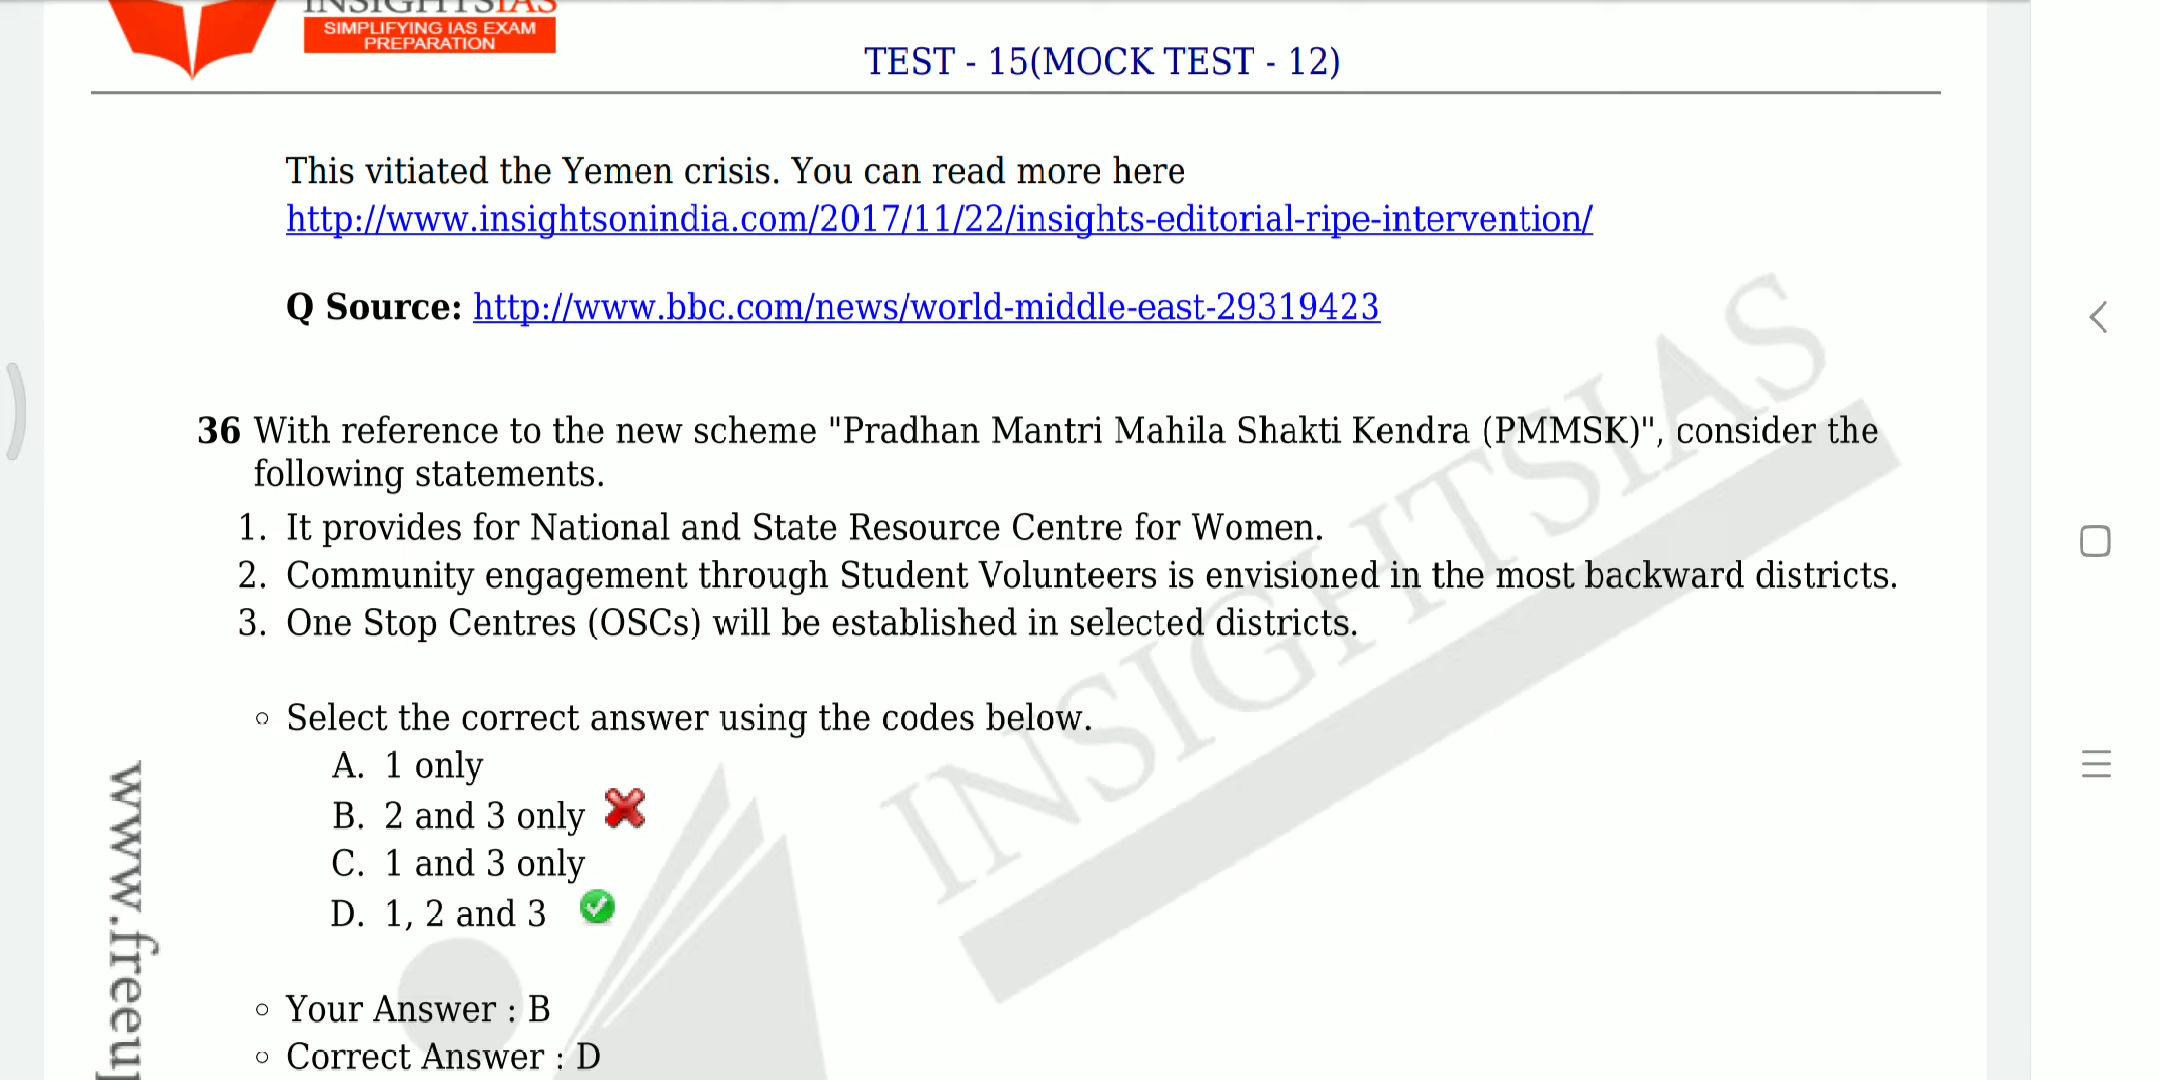 INSIGHTSIAS
SIMPLIFYING IAS EXAM
PREPARATION
TEST - 15(MOCK TEST - 12)
This vitiated the Yemen crisis. You can read more here
http://www.insightsonindia.com/2017/11/22/insights-editorial-ripe-intervention/
Q Source: http://www.bbc.com/news/world-middle-east-29319423
36 With reference to the new scheme "Pradhan Mantri Mahila Shakti Kendra (PMMSK)", consider the
following statements.
1. It provides for National and State Resource Centre for Women.
2. Community engagement through Student Volunteers is envisioned in the most backward districts.
3. One Stop Centres (OSCs) will be established in selected districts.
○ Select the correct answer using the codes below.
A. 1 only
B. 2 and 3 only
C. 1 and 3 only
D. 1, 2 and 3
○ Your Answer : B
○ Correct Answer : D
INSIGHTSIAS